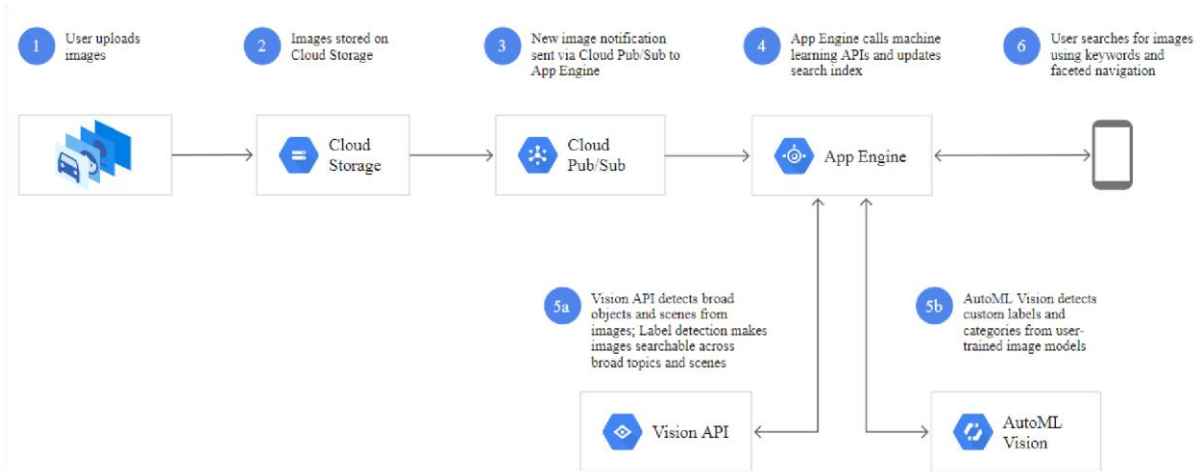 1
User uploads
images
2
Images stored on
Cloud Storage
3
New image notification
sent via Cloud Pub/Sub to
App Engine
4
App Engine calls machine
learning APIs and updates
search index
6
User searches for images
using keywords and
faceted navigation
Cloud
Storage
Cloud
Pub/Sub
App Engine
5a
Vision API detects broad
objects and scenes from
images; Label detection makes
images searchable across
broad topics and scenes
5b
AutoML Vision detects
custom labels and
categories from user-
trained image models
Vision API
AutoML
Vision